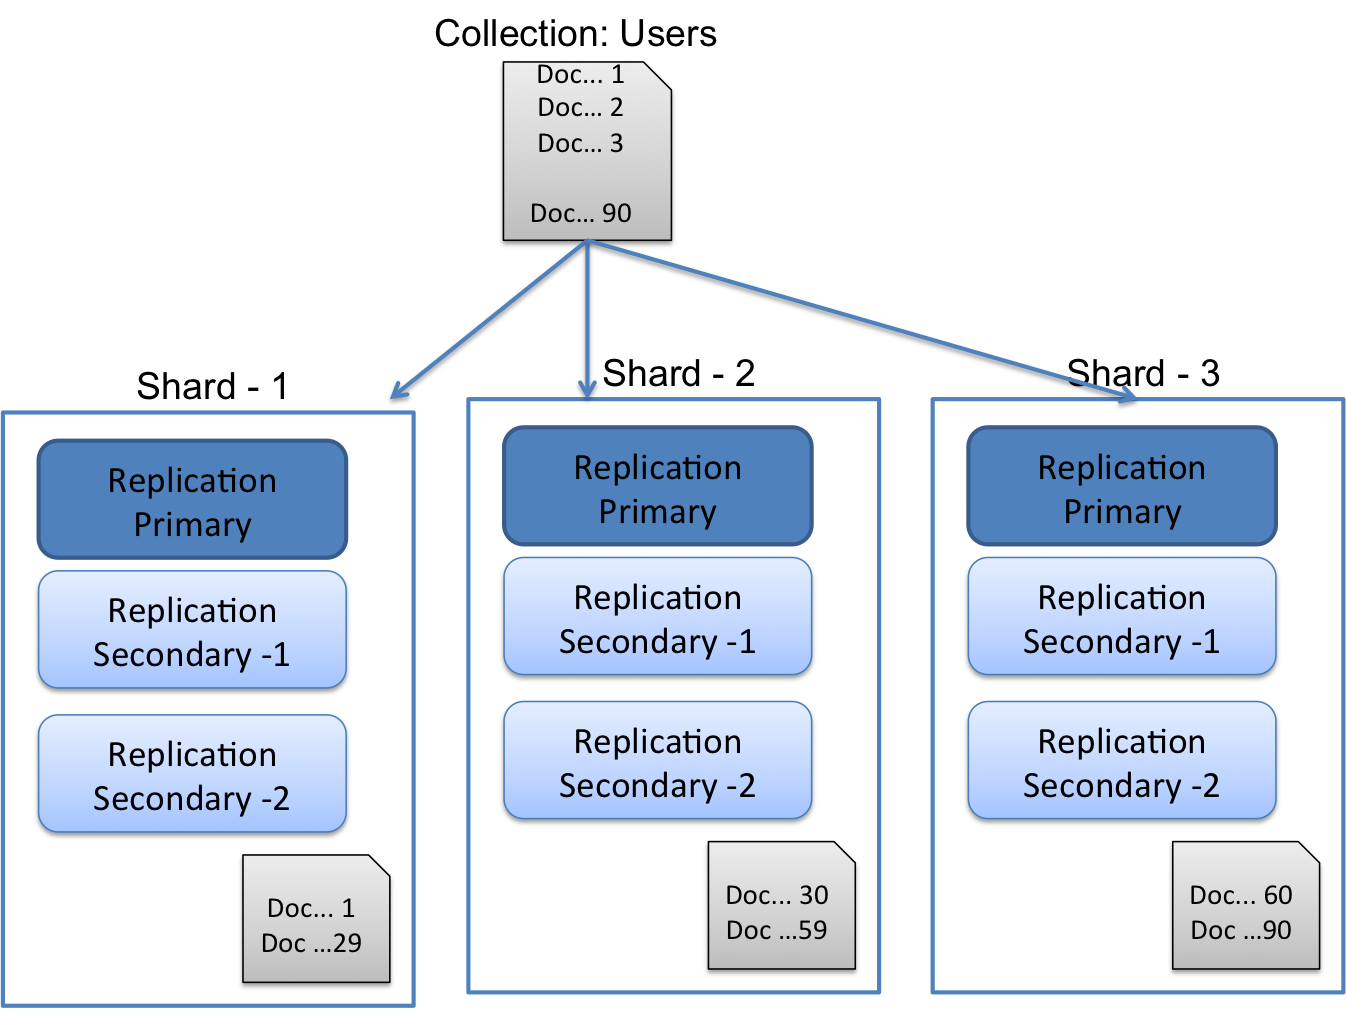 Collection: Users
Doc... 1
Doc... 2
Doc... 3
Doc... 90
Shard - 1
Replication
Primary
Replication
Secondary -1
Replication
Secondary -2
Doc... 1
Doc ...29
Shard - 2
Replication
Primary
Replication
Secondary -1
Replication
Secondary -2
Doc... 30
Doc ...59
Shard - 3
Replication
Primary
Replication
Secondary -1
Replication
Secondary -2
Doc... 60
Doc ...90